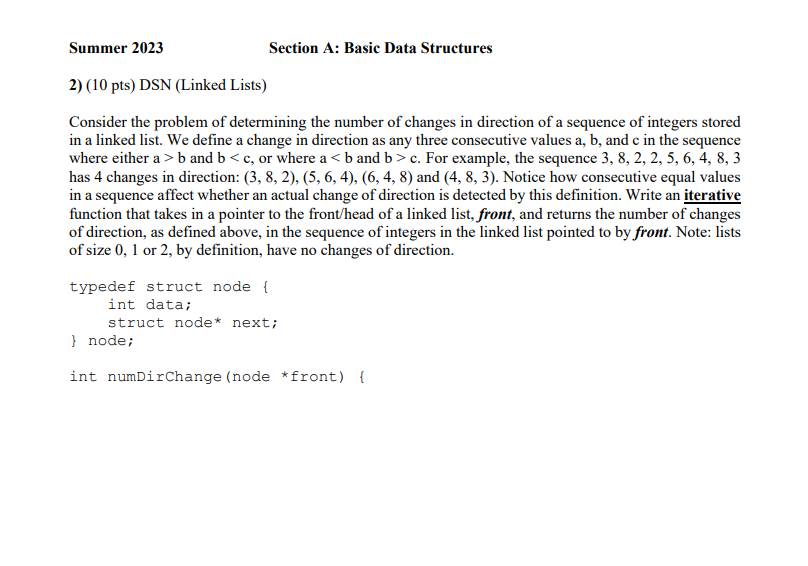 Summer 2023 Section A: Basic Data Structures
2) (10 pts) DSN (Linked Lists)
Consider the problem of determining the number of changes in direction of a sequence of integers stored
in a linked list. We define a change in direction as any three consecutive values a, b, and c in the sequence
where either a > b and b < c, or where a < b and b > c. For example, the sequence 3, 8, 2, 2, 5, 6, 4, 8, 3
has 4 changes in direction: (3, 8, 2), (5, 6, 4), (6, 4, 8) and (4, 8, 3). Notice how consecutive equal values
in a sequence affect whether an actual change of direction is detected by this definition. Write an iterative
function that takes in a pointer to the front/head of a linked list, front, and returns the number of changes
of direction, as defined above, in the sequence of integers in the linked list pointed to by front. Note: lists
of size 0, 1 or 2, by definition, have no changes of direction.
typedef struct node {
    int data;
    struct node* next;
} node;
int numDirChange(node *front) {